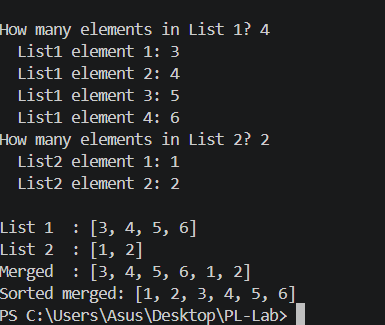 How many elements in List 1? 4
  List1 element 1: 3
  List1 element 2: 4
  List1 element 3: 5
  List1 element 4: 6
How many elements in List 2? 2
  List2 element 1: 1
  List2 element 2: 2

List 1  : [3, 4, 5, 6]
List 2  : [1, 2]
Merged  : [3, 4, 5, 6, 1, 2]
Sorted merged: [1, 2, 3, 4, 5, 6]
PS C:\Users\Asus\Desktop\PL-Lab>